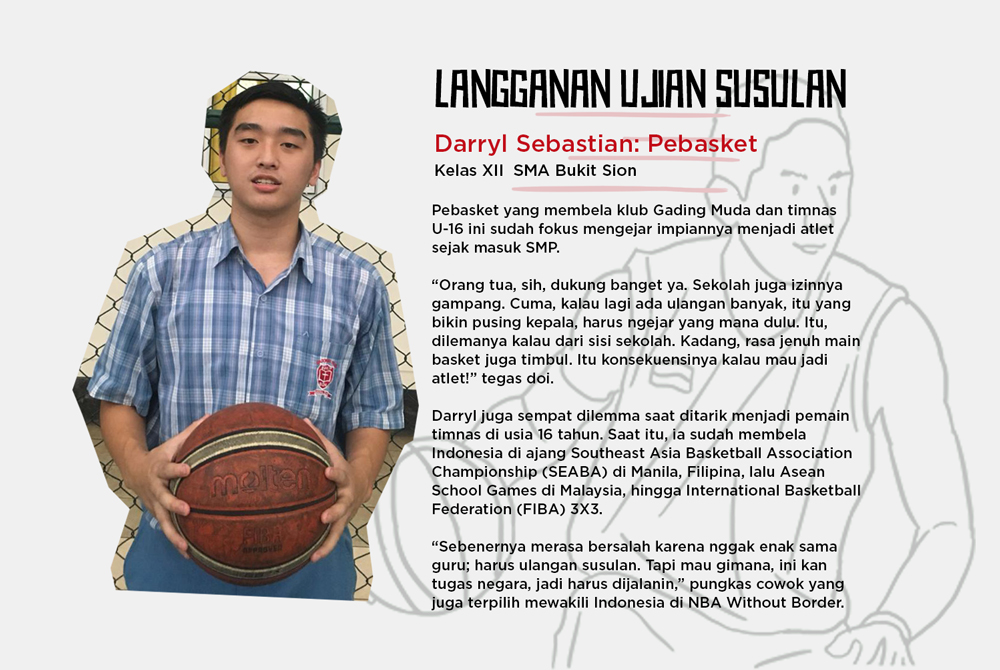 LANGGANAN UJIAN SUSULAN
Darryl Sebastian: Pebasket
Kelas XII SMA Bukit Sion
Pebasket yang membela klub Gading Muda dan timnas
U-16 ini sudah fokus mengejar impiannya menjadi atlet
sejak masuk SMP.
“Orang tua, sih, dukung banget ya. Sekolah juga izinnya
gampang. Cuma, kalau lagi ada ulangan banyak, itu yang
bikin pusing kepala, harus ngejar yang mana dulu. Itu,
dilemanya kalau dari sisi sekolah. Kadang, rasa jenuh main
basket juga timbul. Itu konsekuensinya kalau mau jadi
atlet!” tegas doi.
Darryl juga sempat dilemma saat ditarik menjadi pemain
timnas di usia 16 tahun. Saat itu, ia sudah membela
Indonesia di ajang Southeast Asia Basketball Association
Championship (SEABA) di Manila, Filipina, lalu Asean
School Games di Malaysia, hingga International Basketball
Federation (FIBA) 3X3.
“Sebenernya merasa bersalah karena nggak enak sama
guru; harus ulangan susulan. Tapi mau gimana, ini kan
tugas negara, jadi harus dijalanin,” pungkas cowok yang
juga terpilih mewakili Indonesia di NBA Without Border.
molten
FIBA